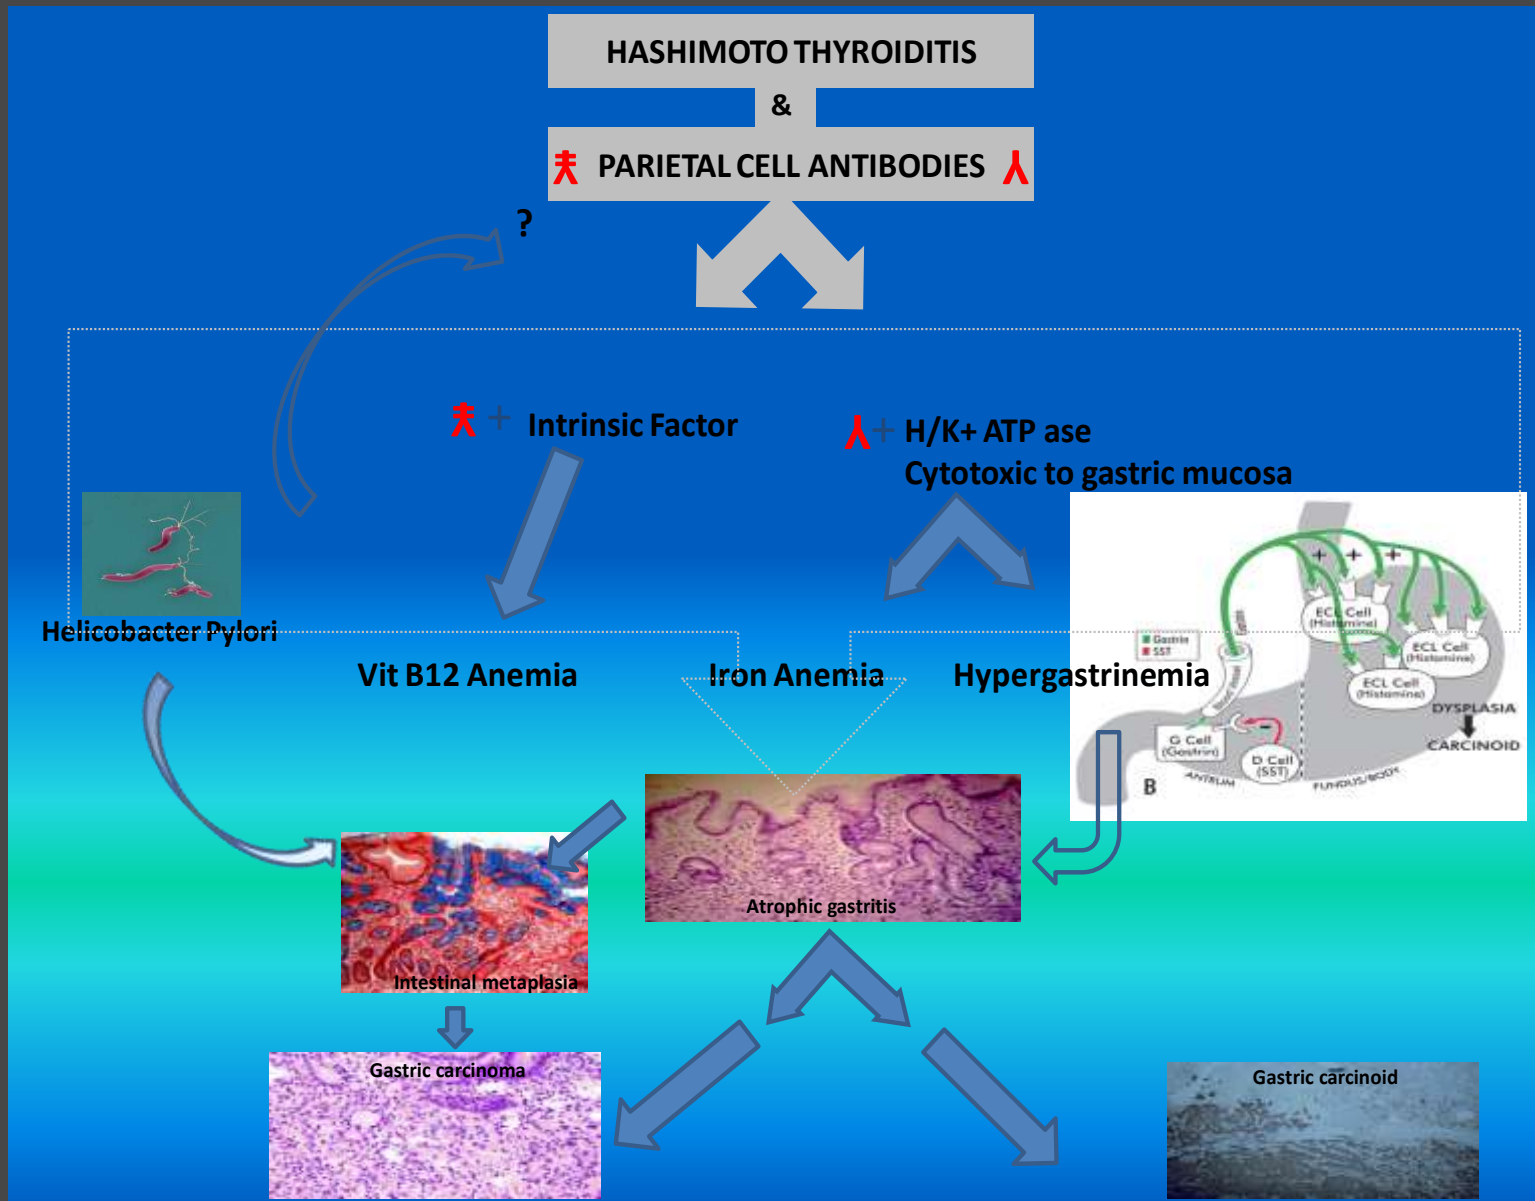 HASHIMOTO THYROIDITIS
&
PARIETAL CELL ANTIBODIES
?
+ Intrinsic Factor
+ H/K+ ATP ase
Cytotoxic to gastric mucosa
Helicobacter Pylori
Vit B12 Anemia
Iron Anemia
Hypergastrinemia
+ + +
ECL Cell
(Histamine)
ECL Cell
(Histamine)
ECL Cell
(Histamine)
Gastrin
SST
Gastrin
DYSPLASIA
CARCINOID
G Cell
(Gastrin)
D Cell
(SST)
ANTRUM
FUNDUS/BODY
B
Atrophic gastritis
Intestinal metaplasia
Gastric carcinoma
Gastric carcinoid